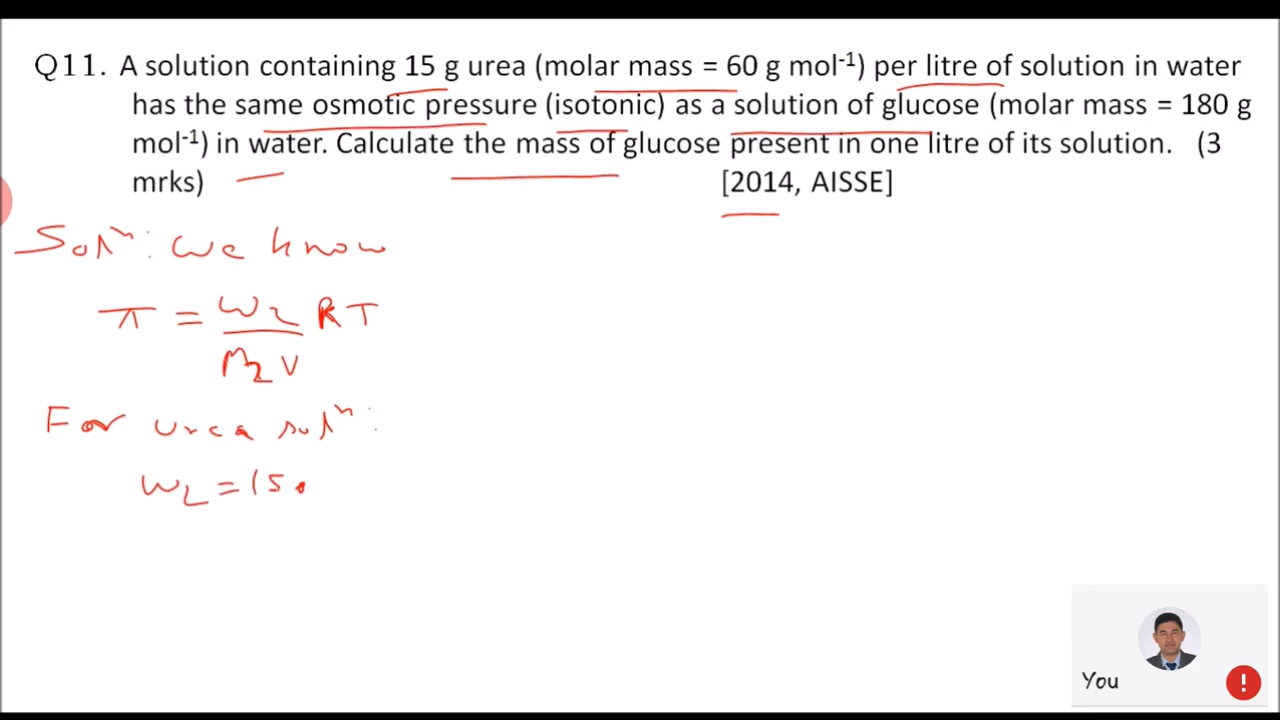 Q11. A solution containing 15 g urea (molar mass = 60 g mol-1) per litre of solution in water
has the same osmotic pressure (isotonic) as a solution of glucose (molar mass = 180 g
mol-1) in water. Calculate the mass of glucose present in one litre of its solution. (3
mrks) [2014, AISSE]
Solⁿ: we know
π = w2 RT
M2 V
For urea solⁿ:
w2 = 15
You
!